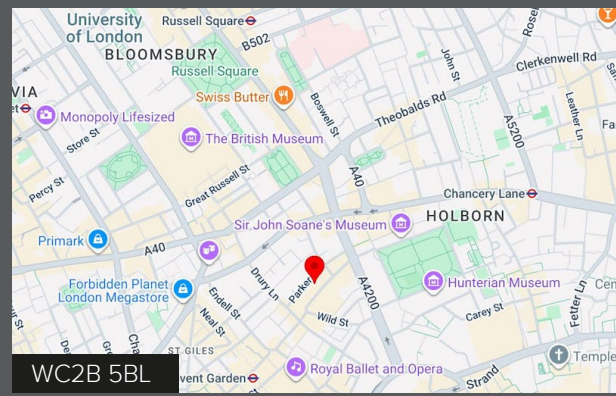 University
of London
Russell Square
B502
BLOOMSBURY
Russell Square
John St
Clerkenwell Rd
VIA
Swiss Butter
Boswell St
Theobalds Rd
Leather Ln
Monopoly Lifesized
Store St
The British Museum
A5200
Percy St
Great Russell St
A40
Chancery Lane
Sir John Soane's Museum
HOLBORN
Primark
A40
Forbidden Planet
London Megastore
Drury Ln
Parker
A4200
Hunterian Museum
Endell St
Neal St
Wild St
Carey St
Fetter Ln
ST GILES
Temple
WC2B 5BL
vent Garden
Royal Ballet and Opera
Strand